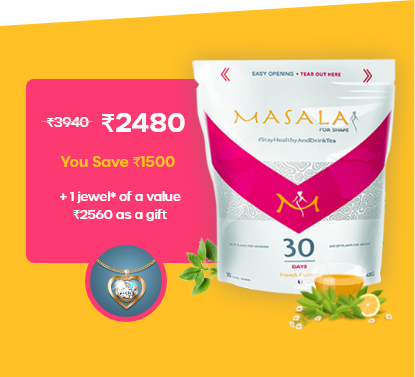 ₹3940 ₹2480
You Save ₹1500
+ 1 jewel* of a value
₹2560 as a gift
EASY OPENING • TEAR OUT HERE
MASALA
FOR SHAPE
#StayHealthyAndDrinkTea
30
DAYS